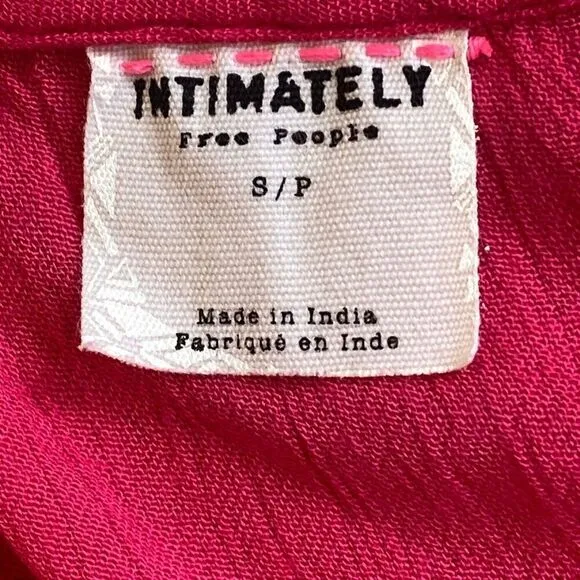 INTIMATELY
Free People
S/P
Made in India
Fabriqué en Inde